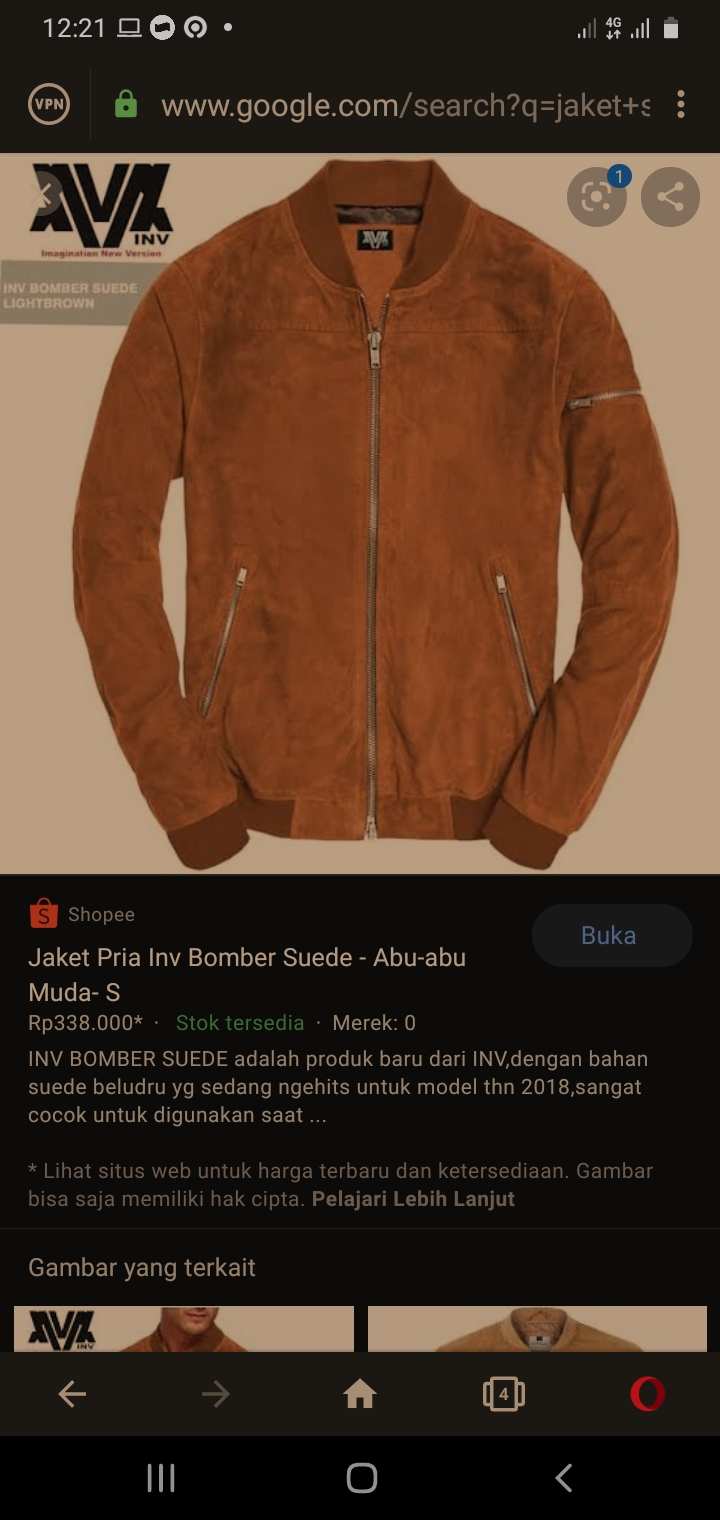 12:21
4G
VPN
www.google.com/search?q=jaket+s
1
INV
Imagination New Version
INV BOMBER SUEDE
LIGHTBROWN
Shopee
Buka
Jaket Pria Inv Bomber Suede - Abu-abu
Muda- S
Rp338.000* · Stok tersedia · Merek: 0
INV BOMBER SUEDE adalah produk baru dari INV,dengan bahan
suede beludru yg sedang ngehits untuk model thn 2018,sangat
cocok untuk digunakan saat ...
* Lihat situs web untuk harga terbaru dan ketersediaan. Gambar
bisa saja memiliki hak cipta. Pelajari Lebih Lanjut
Gambar yang terkait
INV
4